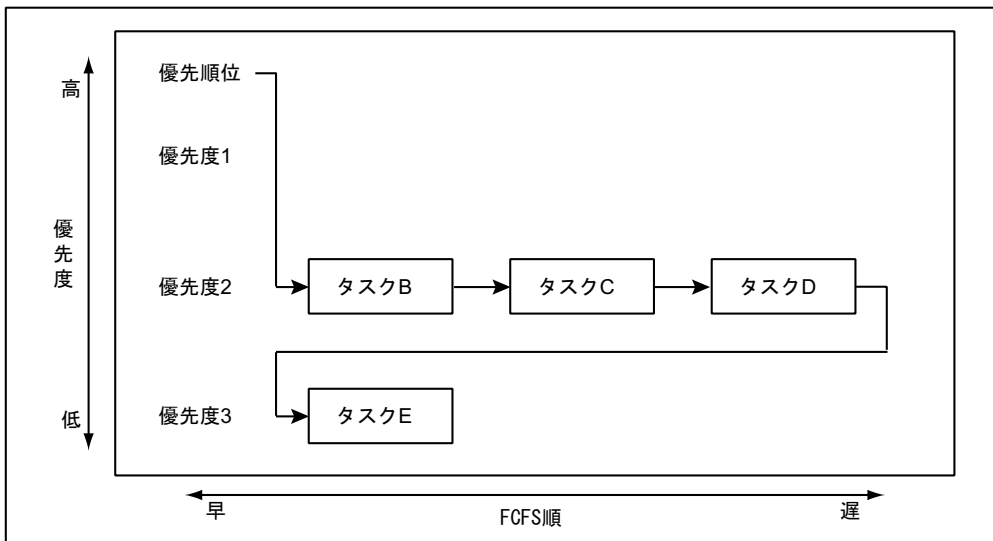 高
優先順位
優先度1
優先度
優先度2
タスクB
タスクC
タスクD
低
優先度3
タスクE
早
FCFS順
遅